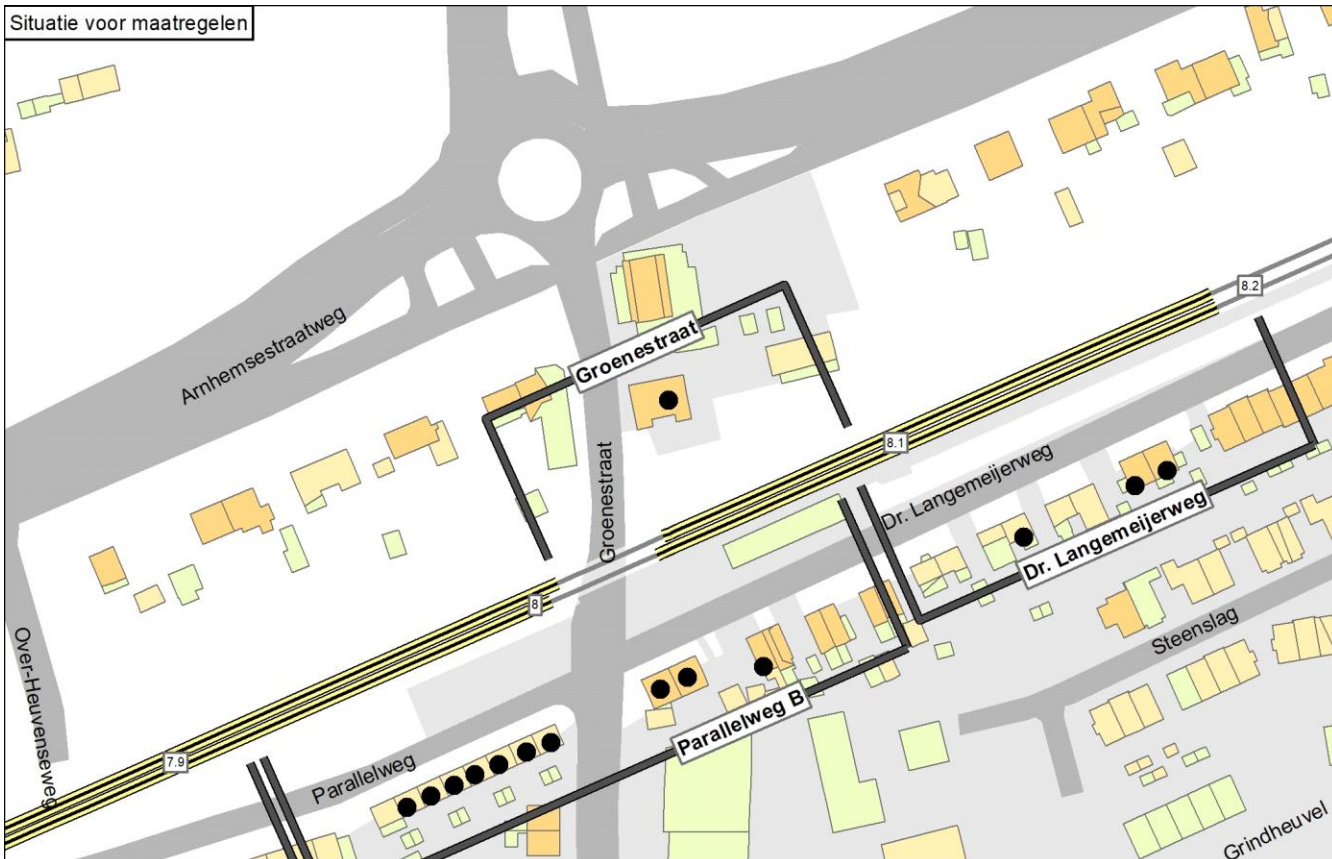 Situatie voor maatregelen
8.2
Arnhemsestraatweg
Groenestraat
8.1
Groenestraat
Dr. Langemeijerweg
Dr. Langemeijerweg
8
Steenslag
Over-Heuvenseweg
Parallelweg B
7.9
Parallelweg
Grindheuvel